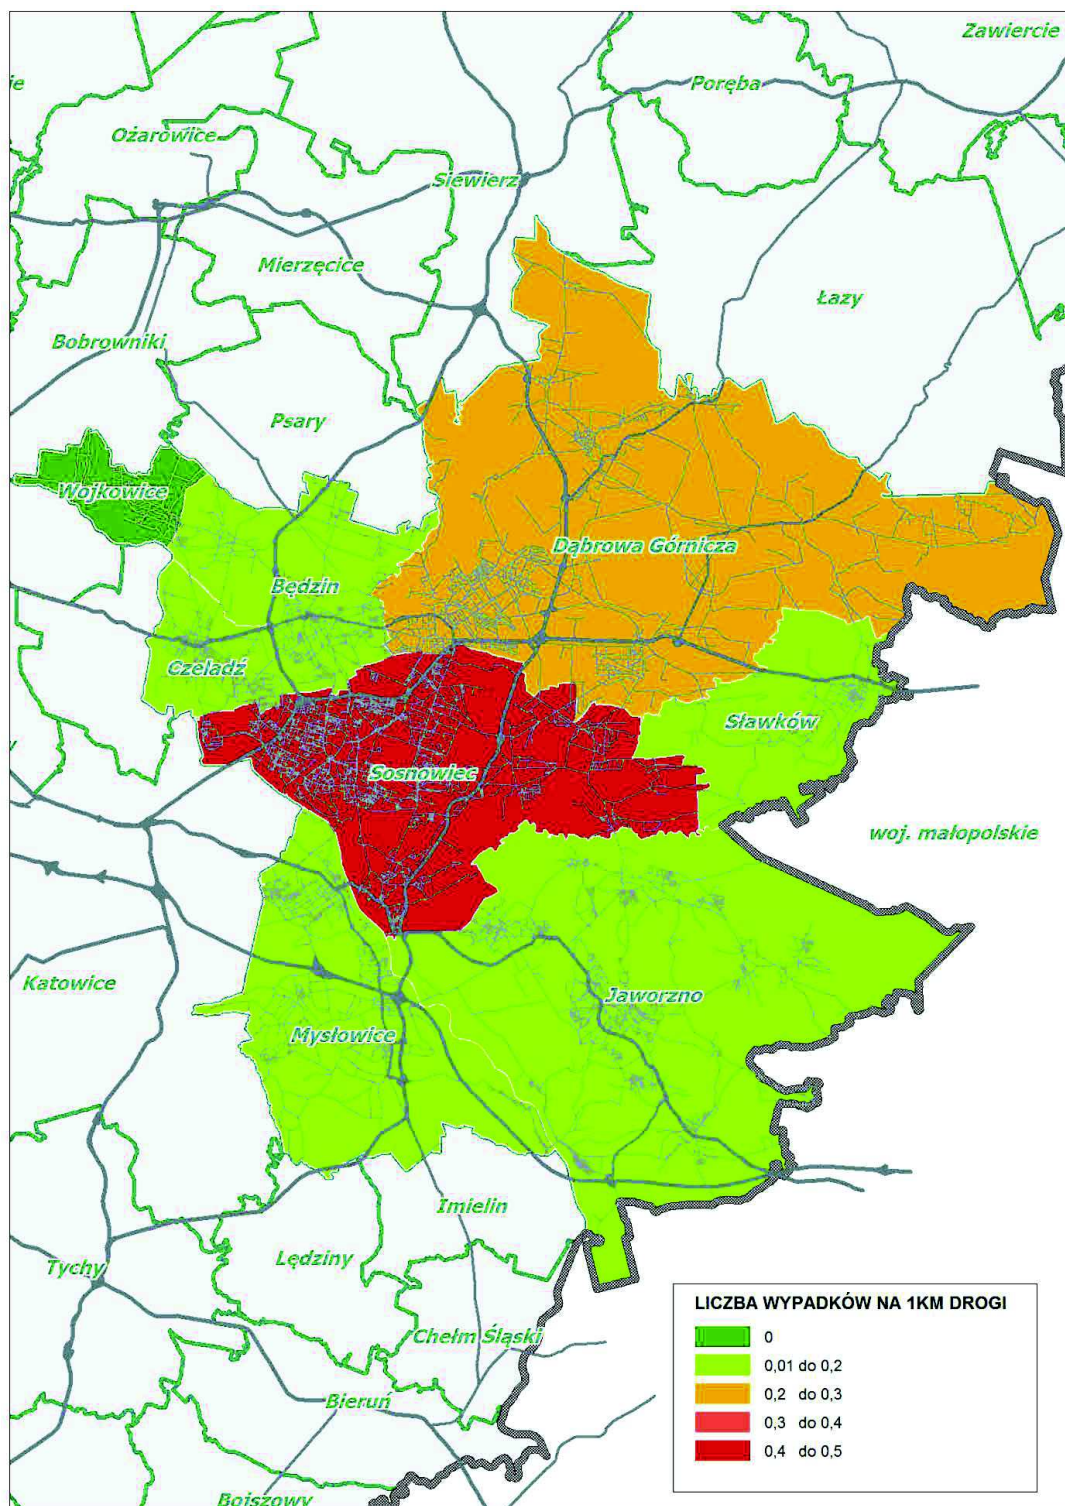 Zawiercie
ie
Poręba
Ożarowice
Siewierz
Mierzęcice
Łazy
Bobrowniki
Psary
Wojkowice
Dąbrowa Górnicza
Będzin
Czeladź
Sławków
Sosnowiec
woj. małopolskie
Katowice
Jaworzno
Mysłowice
Imielin
Lędziny
Tychy
Chełm Śląski
Bieruń
Bojszowy
LICZBA WYPADKÓW NA 1KM DROGI
0
0,01 do 0,2
0,2 do 0,3
0,3 do 0,4
0,4 do 0,5